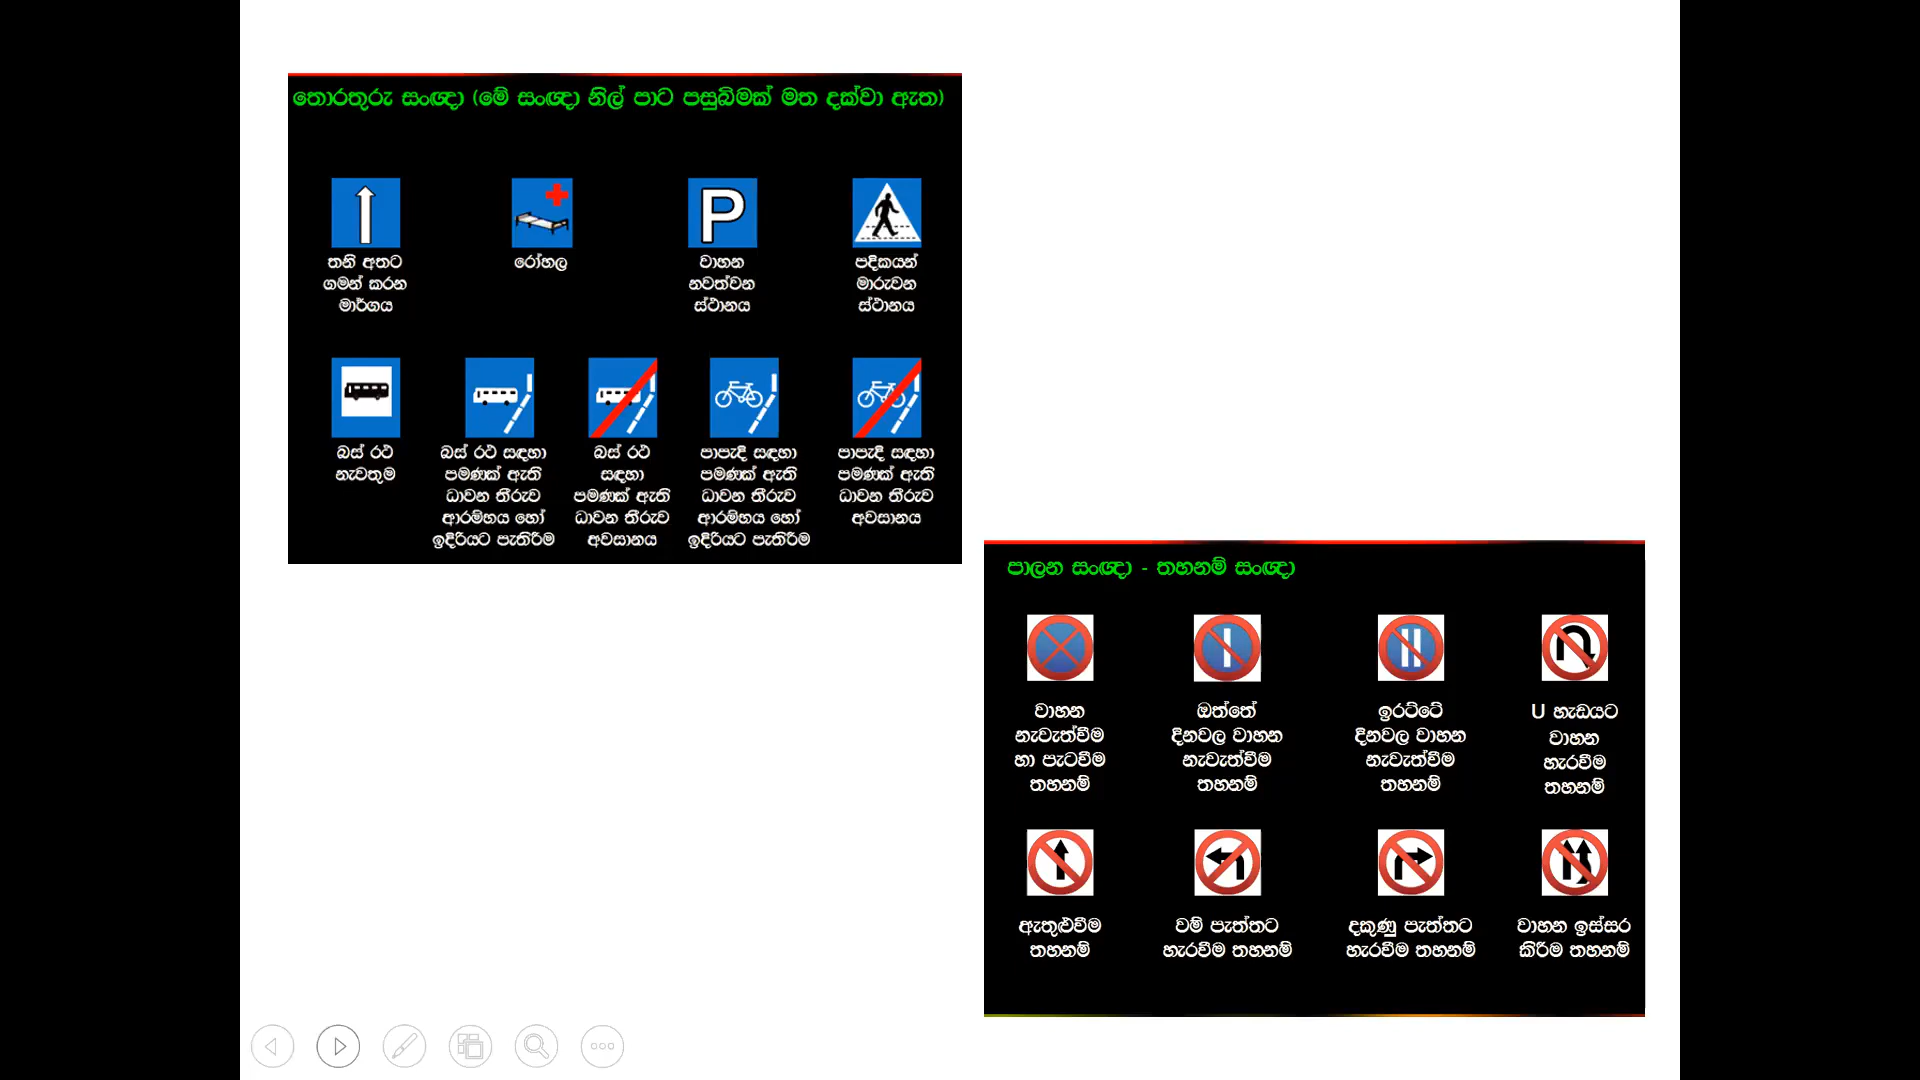 තොරතුරු සංඥා (මේ සංඥා නිල් පාට පසුබිමක් මත දක්වා ඇත)
තනි අතට
ගමන් කරන
මාර්ගය
රෝහල
P
වාහන
නවත්වන
ස්ථානය
පදිකයන්
මාරුවන
ස්ථානය
බස් රථ
නැවතුම
බස් රථ සඳහා
පමණක් ඇති
ධාවන තීරුව
ආරම්භය හෝ
ඉදිරියට පැතිරීම
බස් රථ
සඳහා
පමණක් ඇති
ධාවන තීරුව
අවසානය
පාපැදි සඳහා
පමණක් ඇති
ධාවන තීරුව
ආරම්භය හෝ
ඉදිරියට පැතිරීම
පාපැදි සඳහා
පමණක් ඇති
ධාවන තීරුව
අවසානය
පාලන සංඥා - තහනම් සංඥා
වාහන
නැවැත්වීම
හා පැටවීම
තහනම්
ඔත්තේ
දිනවල වාහන
නැවැත්වීම
තහනම්
ඉරට්ටේ
දිනවල වාහන
නැවැත්වීම
තහනම්
U හැඩයට
වාහන
හැරවීම
තහනම්
ඇතුළුවීම
තහනම්
වම් පැත්තට
හැරවීම තහනම්
දකුණු පැත්තට
හැරවීම තහනම්
වාහන ඉස්සර
කිරීම තහනම්